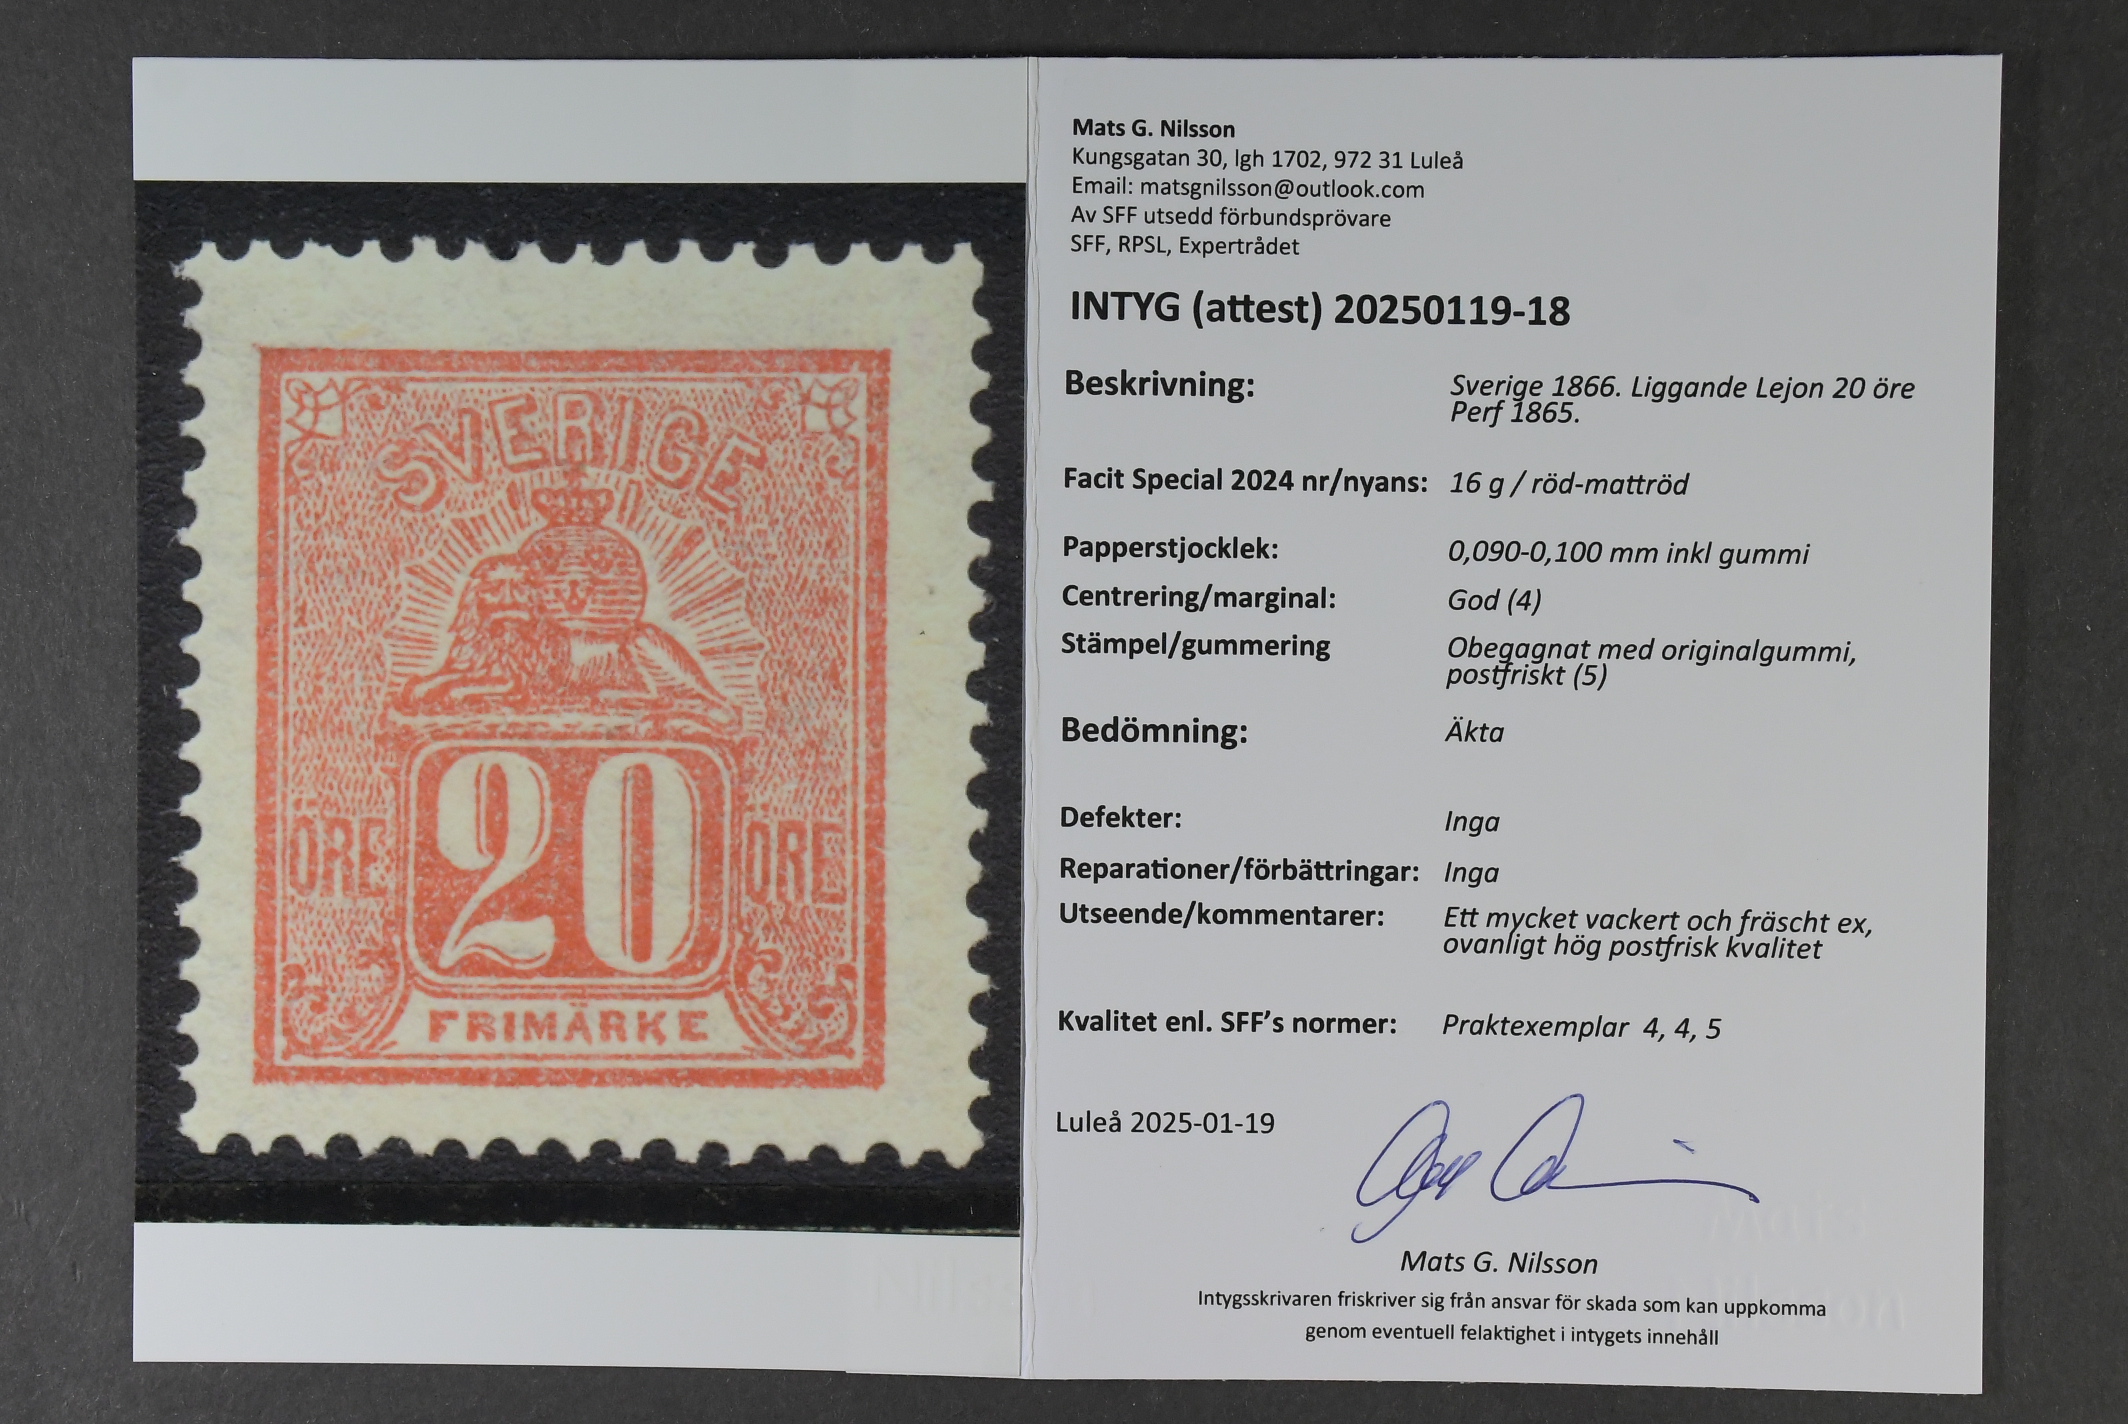 SVERIGE
ÖRE 20 ÖRE
FRIMÄRKE
Mats G. Nilsson
Kungsgatan 30, lgh 1702, 972 31 Luleå
Email: matsgnilsson@outlook.com
Av SFF utsedd förbundsprövare
SFF, RPSL, Expertrådet
INTYG (attest) 20250119-18
Beskrivning: Sverige 1866. Liggande Lejon 20 öre
Perf 1865.
Facit Special 2024 nr/nyans: 16 g / röd-mattröd
Papperstjocklek: 0,090-0,100 mm inkl gummi
Centrering/marginal: God (4)
Stämpel/gummering Obegagnat med originalgummi,
postfriskt (5)
Bedömning: Äkta
Defekter: Inga
Reparationer/förbättringar: Inga
Utseende/kommentarer: Ett mycket vackert och fräscht ex,
ovanligt hög postfrisk kvalitet
Kvalitet enl. SFF’s normer: Praktexemplar 4, 4, 5
Luleå 2025-01-19
Mats G. Nilsson
Intygsskrivaren friskriver sig från ansvar för skada som kan uppkomma
genom eventuell felaktighet i intygets innehåll
Mats
Nilsson